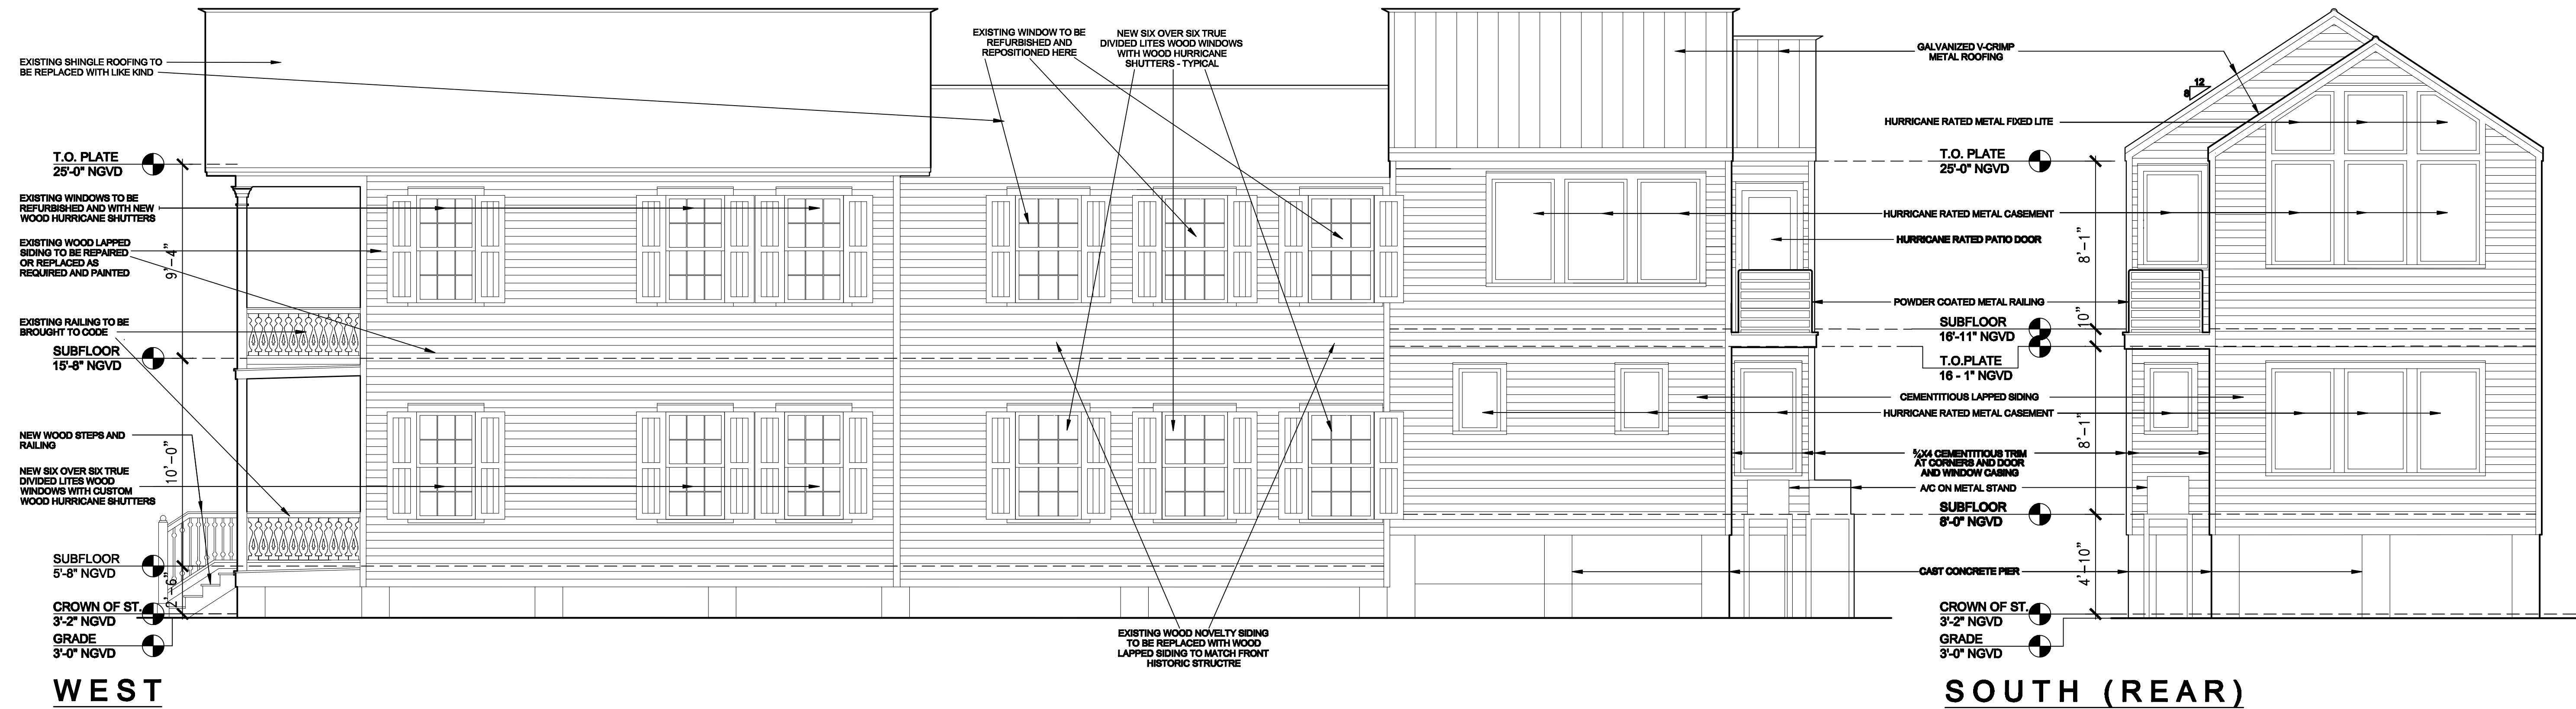 EXISTING SHINGLE ROOFING TO
BE REPLACED WITH LIKE KIND
T.O. PLATE
25'-0" NGVD
EXISTING WINDOWS TO BE
REFURBISHED AND WITH NEW
WOOD HURRICANE SHUTTERS
EXISTING WOOD LAPPED
SIDING TO BE REPAIRED
OR REPLACED AS
REQUIRED AND PAINTED
9'-4"
EXISTING RAILING TO BE
BROUGHT TO CODE
SUBFLOOR
15'-8" NGVD
NEW WOOD STEPS AND
RAILING
10'-0"
NEW SIX OVER SIX TRUE
DIVIDED LITES WOOD
WINDOWS WITH CUSTOM
WOOD HURRICANE SHUTTERS
SUBFLOOR
5'-8" NGVD
2'-6"
CROWN OF ST.
3'-2" NGVD
GRADE
3'-0" NGVD
WEST
EXISTING WINDOW TO BE
REFURBISHED AND
REPOSITIONED HERE
NEW SIX OVER SIX TRUE
DIVIDED LITES WOOD WINDOWS
WITH WOOD HURRICANE
SHUTTERS - TYPICAL
EXISTING WOOD NOVELTY SIDING
TO BE REPLACED WITH WOOD
LAPPED SIDING TO MATCH FRONT
HISTORIC STRUCTRE
GALVANIZED V-CRIMP
METAL ROOFING
12
8
HURRICANE RATED METAL FIXED LITE
T.O. PLATE
25'-0" NGVD
HURRICANE RATED METAL CASEMENT
HURRICANE RATED PATIO DOOR
8'-1"
POWDER COATED METAL RAILING
10"
SUBFLOOR
16'-11" NGVD
T.O.PLATE
16 - 1" NGVD
CEMENTITIOUS LAPPED SIDING
HURRICANE RATED METAL CASEMENT
8'-1"
X4 CEMENTITIOUS TRIM
AT CORNERS AND DOOR
AND WINDOW CASING
A/C ON METAL STAND
SUBFLOOR
8'-0" NGVD
CAST CONCRETE PIER
4'-10"
CROWN OF ST.
3'-2" NGVD
GRADE
3'-0" NGVD
SOUTH (REAR)